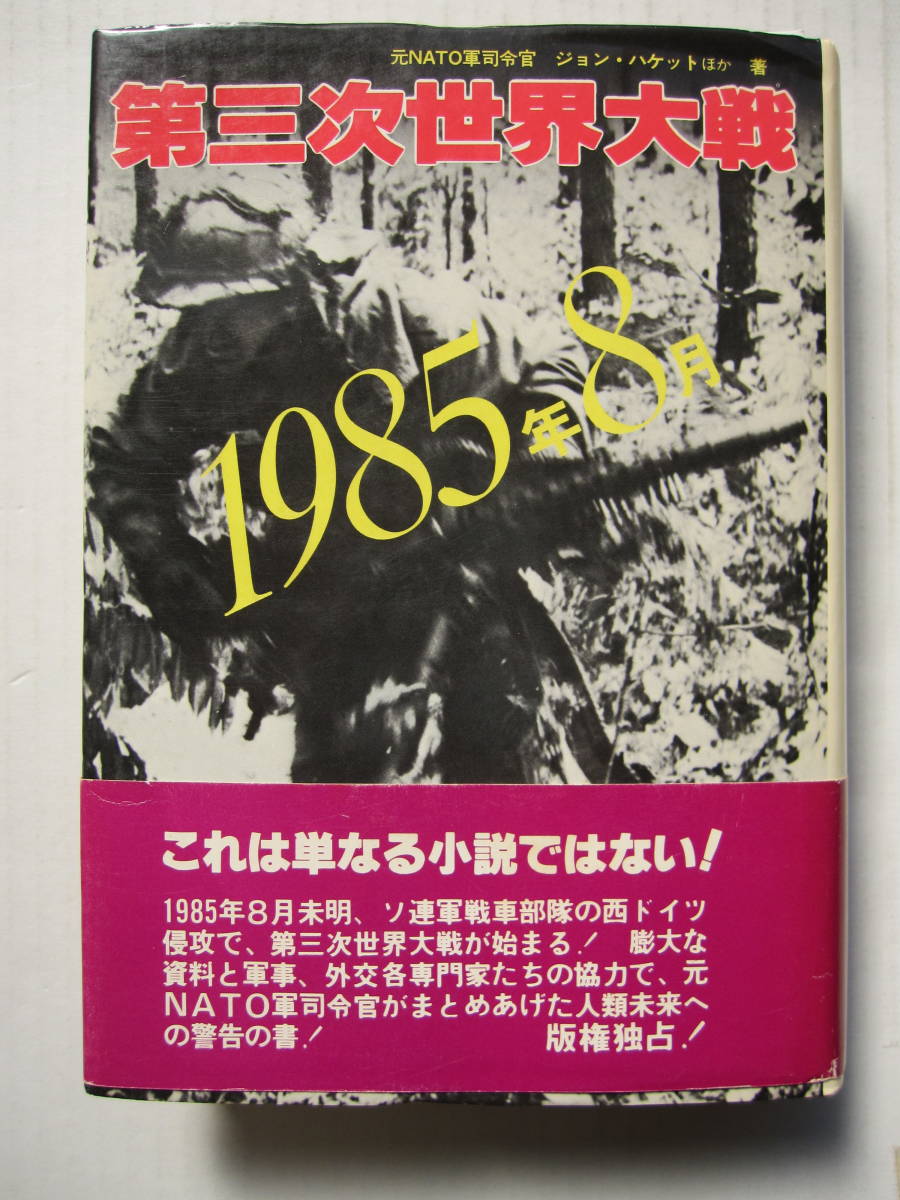 元NATO軍司令官 ジョン・ハケットほか 著
第三次世界大戦
1985年8月
これは単なる小説ではない!
1985年8月未明、ソ連軍戦車部隊の西ドイツ
侵攻で、第三次世界大戦が始まる! 膨大な
資料と軍事、外交各専門家たちの協力で、元
NATO軍司令官がまとめあげた人類未来へ
の警告の書! 版権独占!